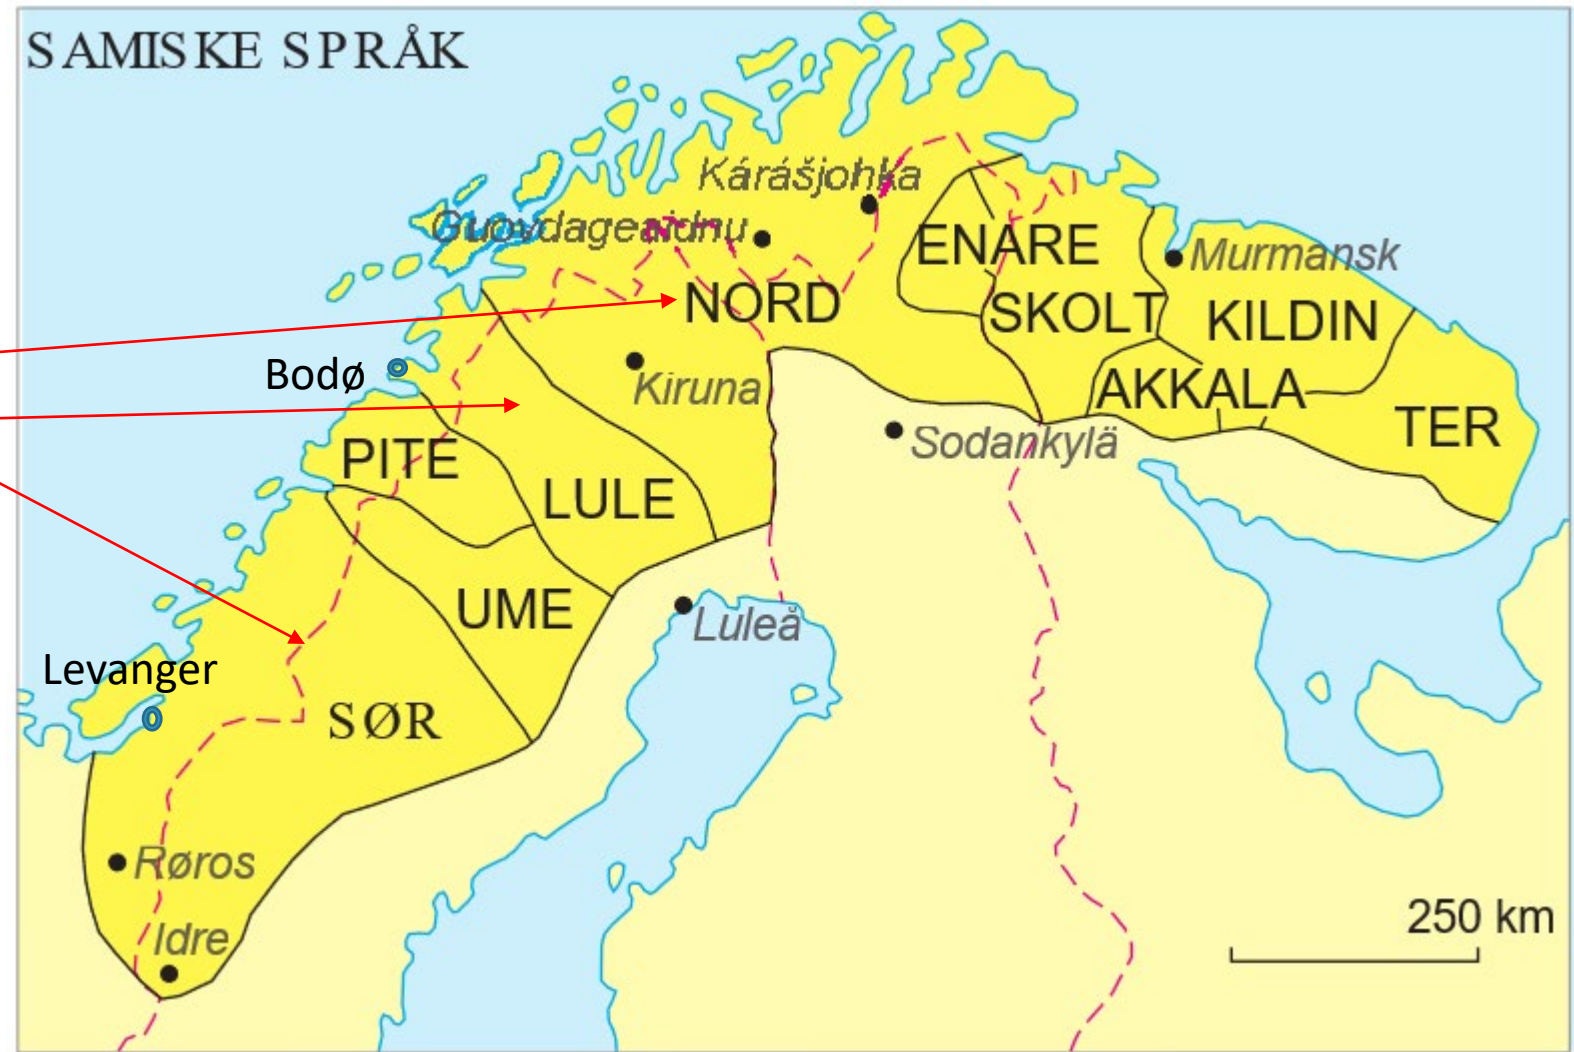 SAMISKE SPRÅK
Kárášjohka
Guovdageaidnu
ENARE
Murmansk
NORD
SKOLT
KILDIN
Bodø
Kiruna
AKKALA
TER
Sodankylä
PITE
LULE
UME
Luleå
Levanger
SØR
Røros
250 km
Idre